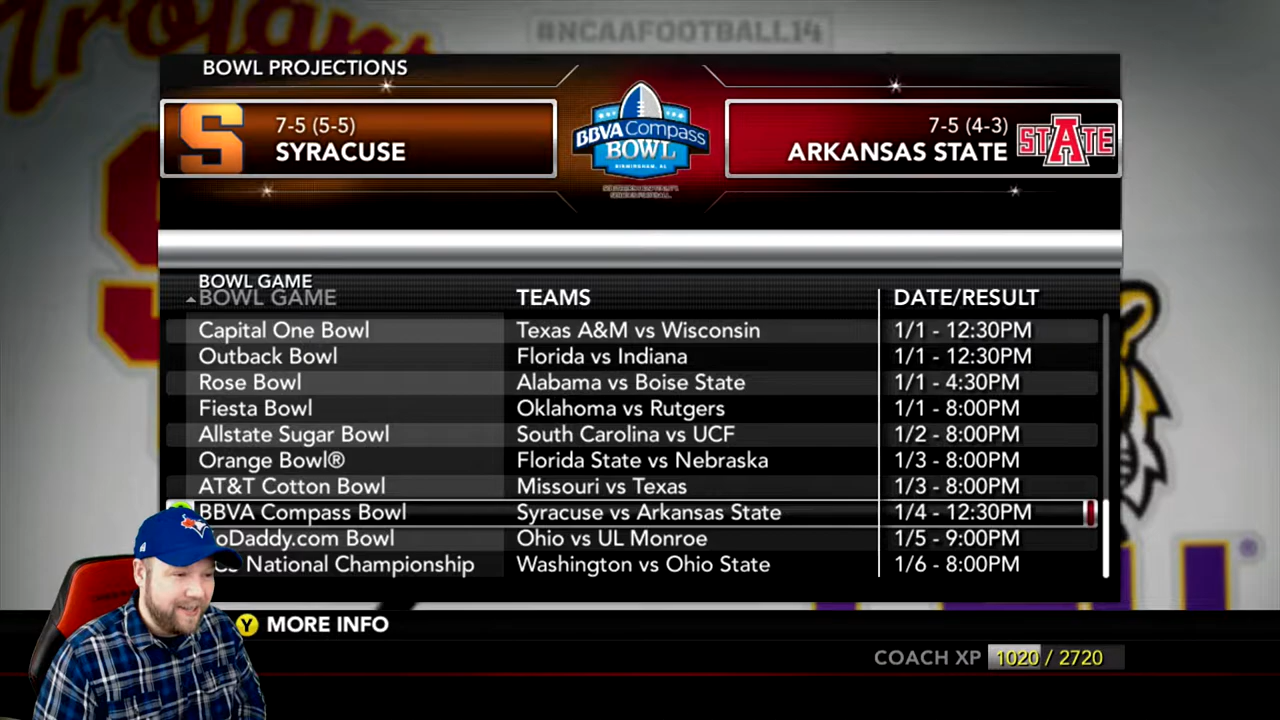 Trojans
#NCAAFOOTBALL14
BOWL PROJECTIONS
S
7-5 (5-5)
SYRACUSE
BBVA Compass
BOWL
BIRMINGHAM, AL
7-5 (4-3)
ARKANSAS STATE
STATE
BOWL GAME
BOWL GAME TEAMS DATE/RESULT
Capital One Bowl Texas A&M vs Wisconsin 1/1 - 12:30PM
Outback Bowl Florida vs Indiana 1/1 - 12:30PM
Rose Bowl Alabama vs Boise State 1/1 - 4:30PM
Fiesta Bowl Oklahoma vs Rutgers 1/1 - 8:00PM
Allstate Sugar Bowl South Carolina vs UCF 1/2 - 8:00PM
Orange Bowl® Florida State vs Nebraska 1/3 - 8:00PM
AT&T Cotton Bowl Missouri vs Texas 1/3 - 8:00PM
BBVA Compass Bowl Syracuse vs Arkansas State 1/4 - 12:30PM
oDaddy.com Bowl Ohio vs UL Monroe 1/5 - 9:00PM
National Championship Washington vs Ohio State 1/6 - 8:00PM
Y MORE INFO
COACH XP 1020 / 2720